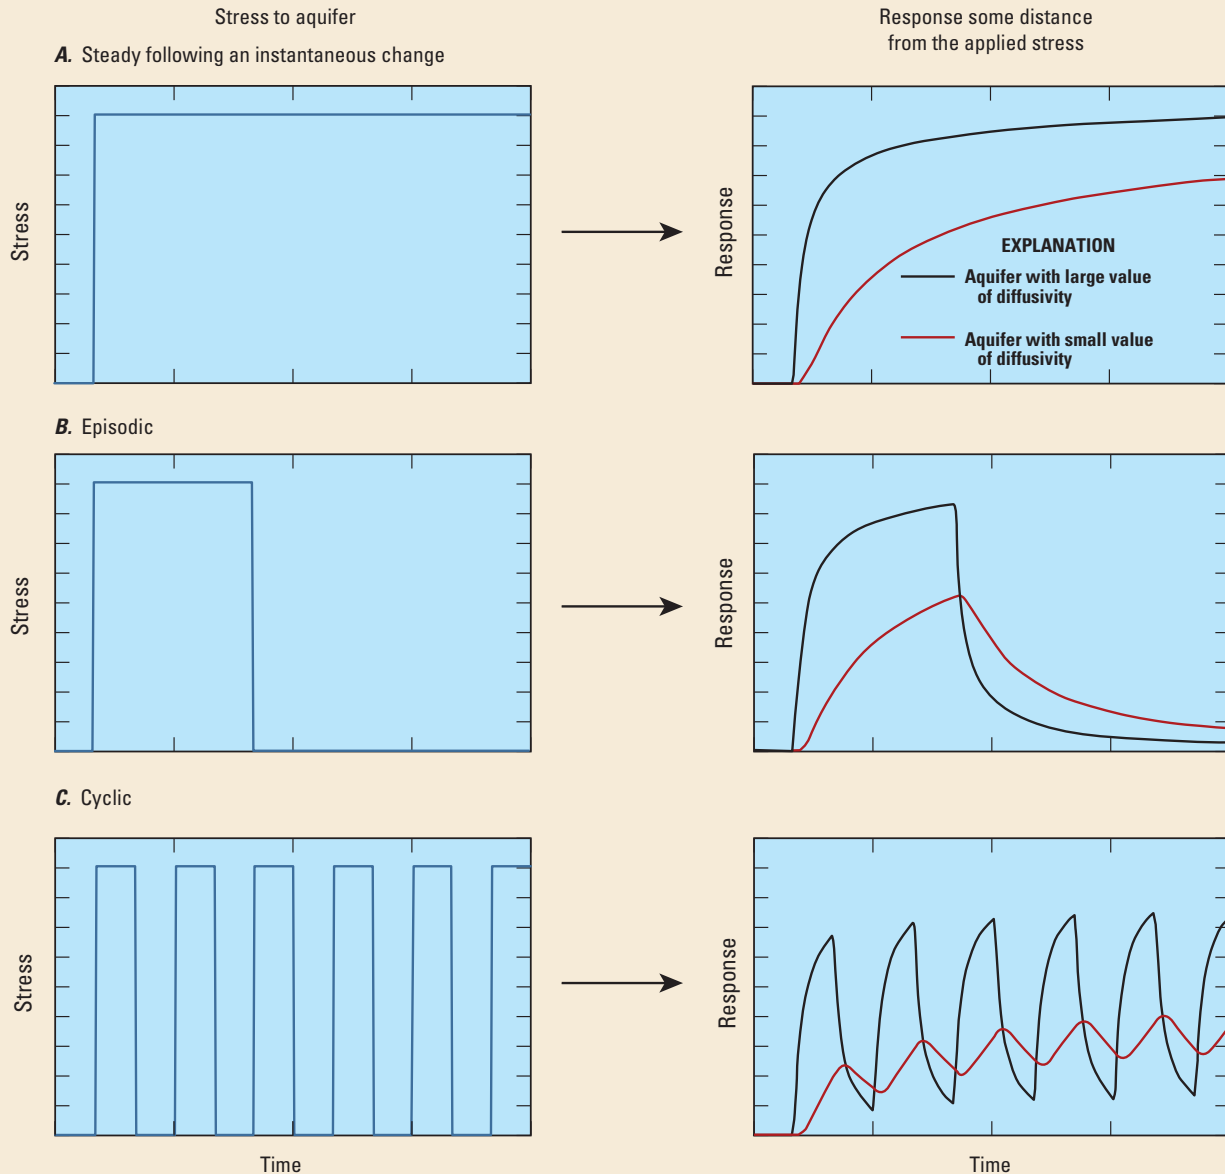 Stress to aquifer
Response some distance
from the applied stress
A. Steady following an instantaneous change
Stress
Response
EXPLANATION
Aquifer with large value
of diffusivity
Aquifer with small value
of diffusivity
B. Episodic
Stress
Response
C. Cyclic
Stress
Response
Time
Time